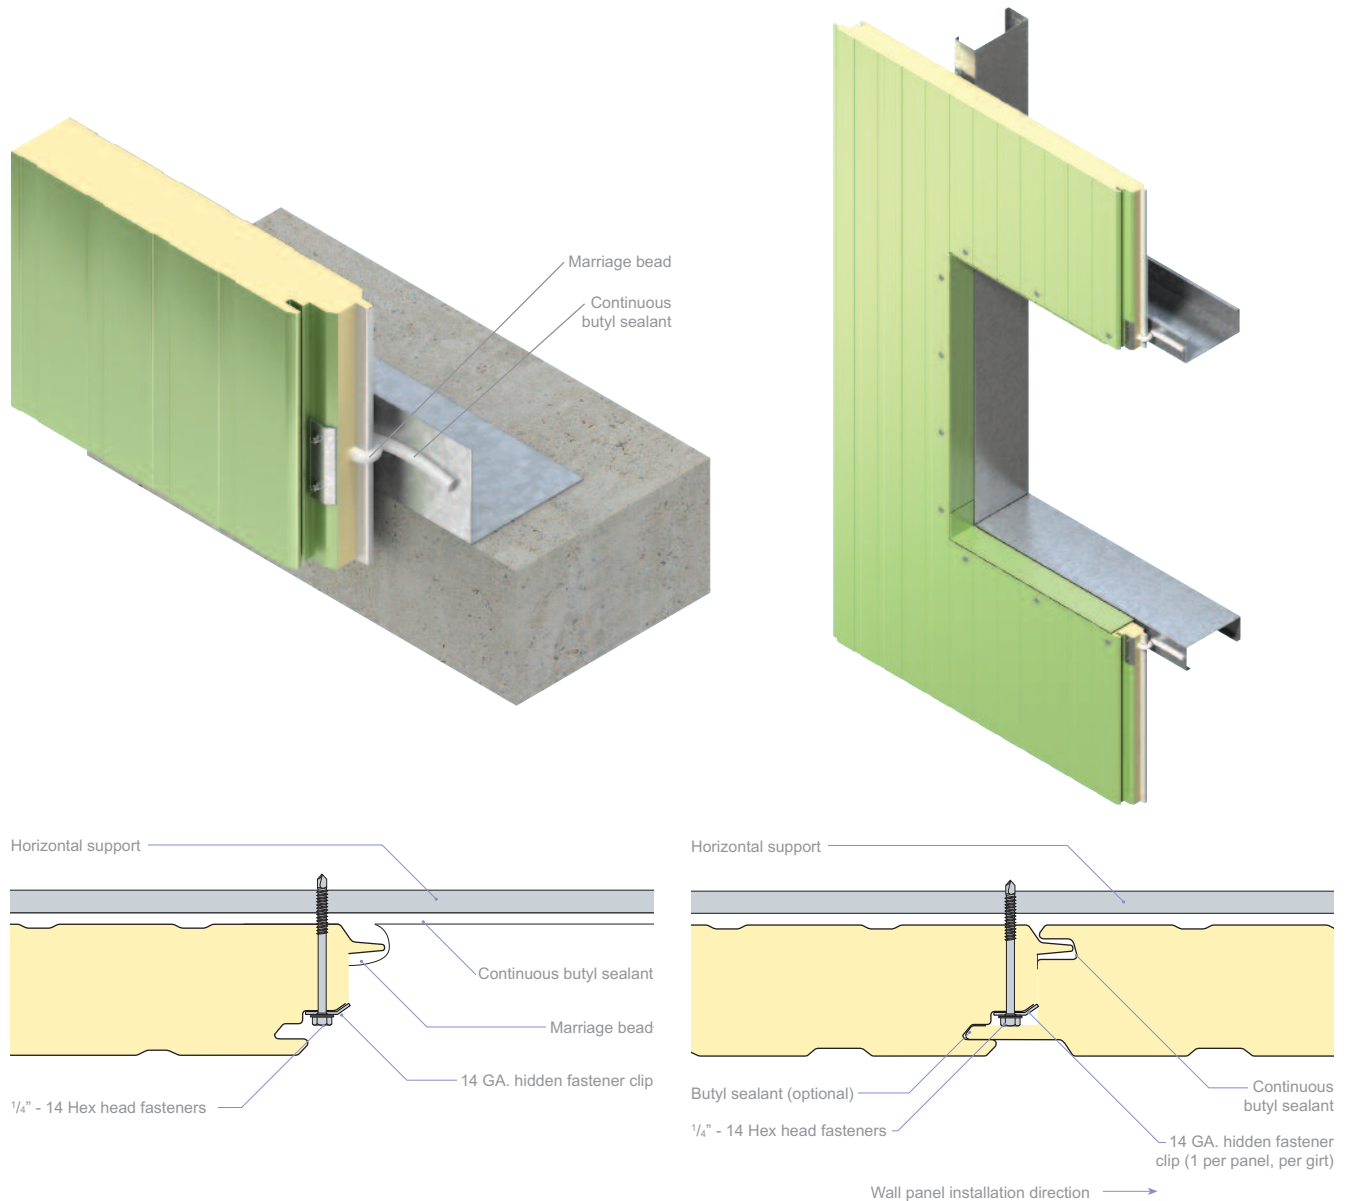 Marriage bead
Continuous
butyl sealant
Horizontal support
Continuous butyl sealant
Marriage bead
14 GA. hidden fastener clip
1/4” - 14 Hex head fasteners
Horizontal support
Butyl sealant (optional)
1/4” - 14 Hex head fasteners
Continuous
butyl sealant
14 GA. hidden fastener
clip (1 per panel, per girt)
Wall panel installation direction